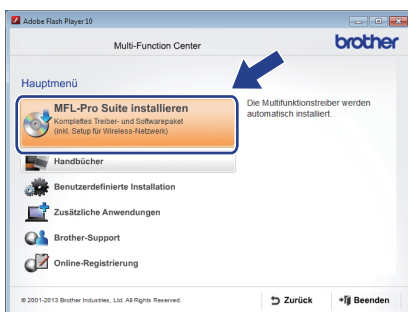 Adobe Flash Player 10
Multi-Function Center
brother
Hauptmenü
MFL-Pro Suite installieren
Komplettes Treiber- und Softwarepaket
(inkl. Setup für Wireless-Netzwerk)
Die Multifunktionstreiber werden
automatisch installiert.
Handbücher
Benutzerdefinierte Installation
Zusätzliche Anwendungen
Brother-Support
Online-Registrierung
© 2001-2013 Brother Industries, Ltd. All Rights Reserved.
Zurück
Beenden